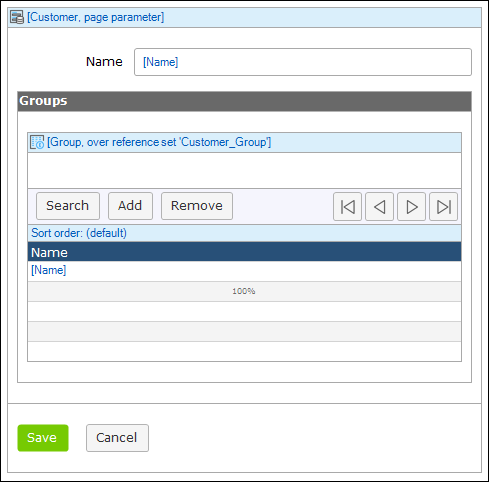 [Customer, page parameter]
Name [Name]
Groups
[Group, over reference set 'Customer_Group']
Search Add Remove
Sort order: (default)
Name
[Name]
100%
Save Cancel